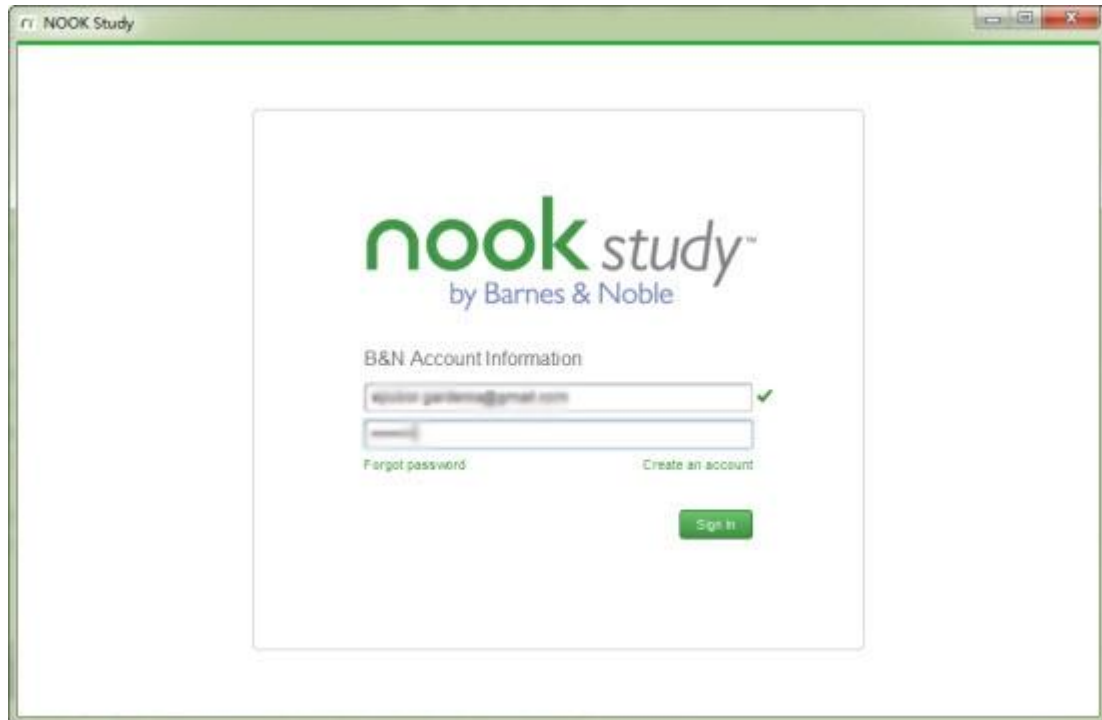 NOOK Study
nook study™
by Barnes & Noble
B&N Account Information
Forgot password Create an account
Sign In